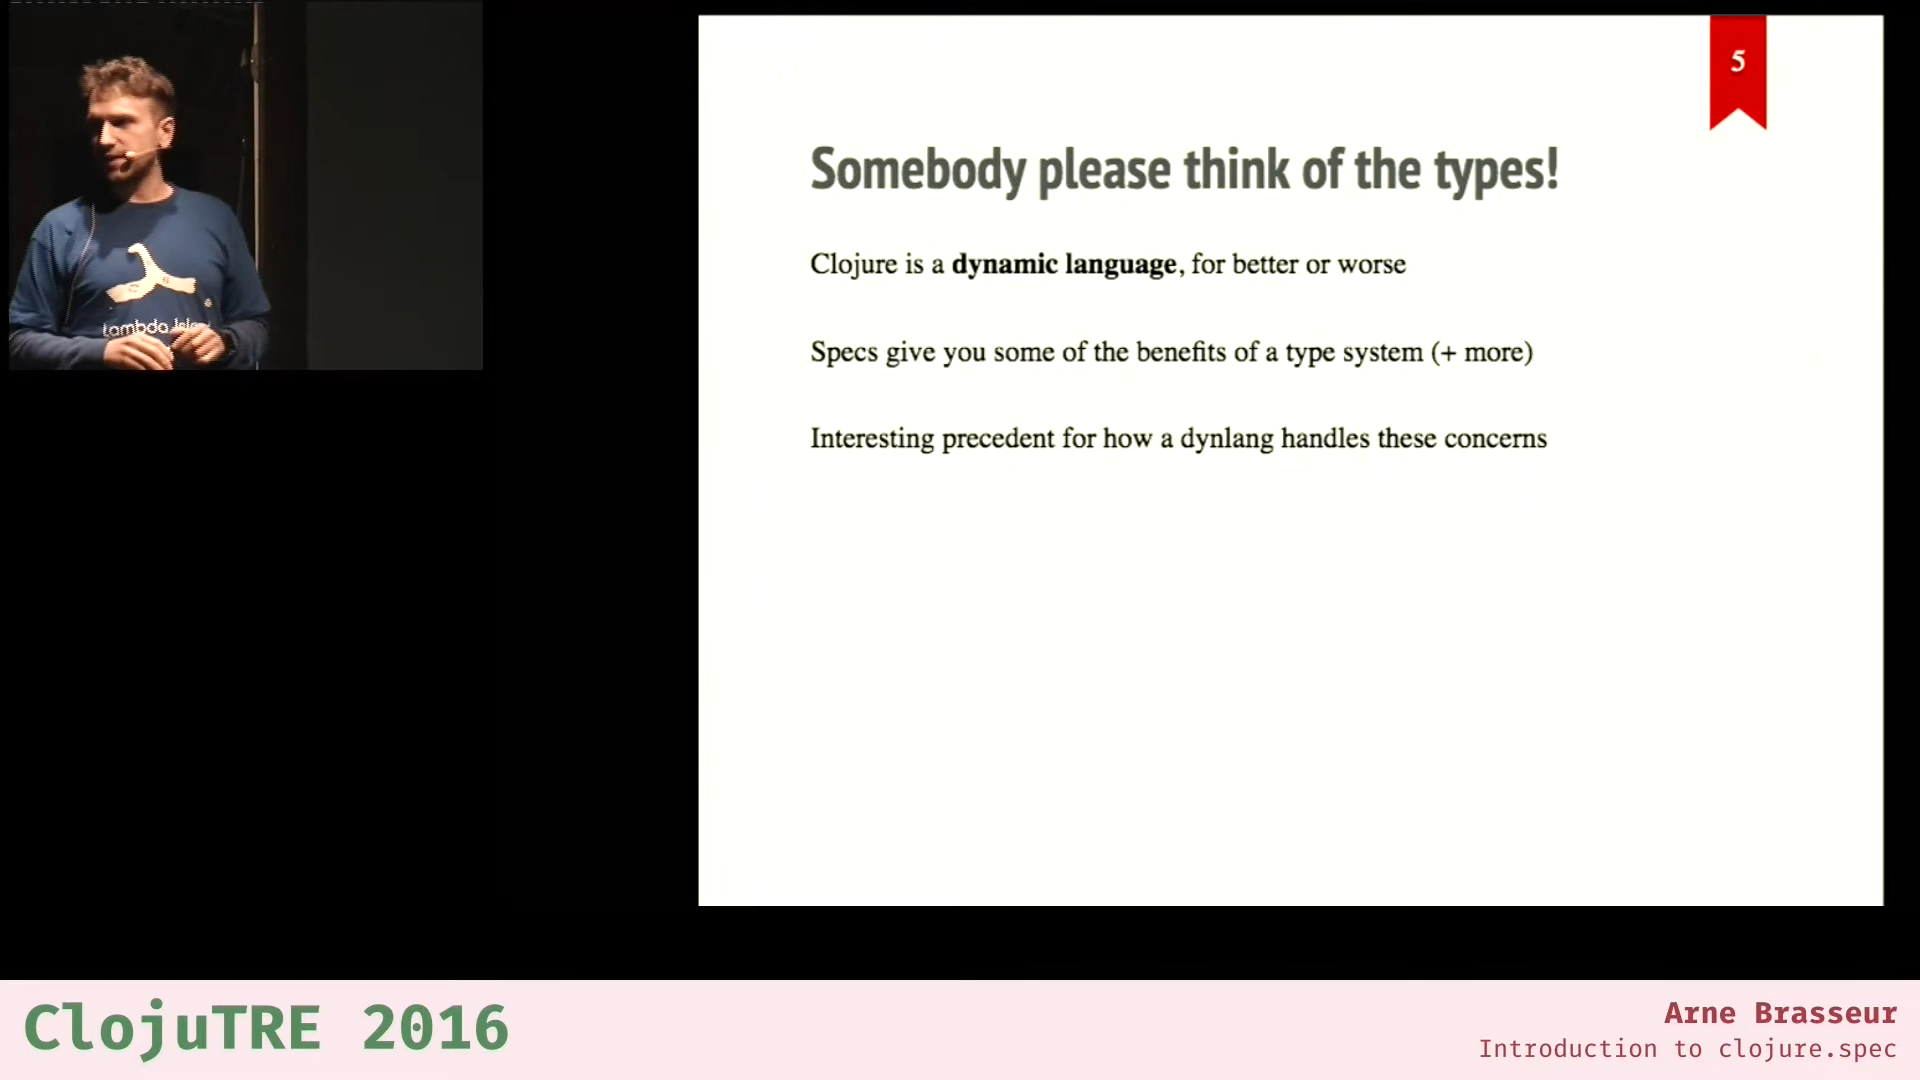 5
Somebody please think of the types!
Clojure is a dynamic language, for better or worse
Specs give you some of the benefits of a type system (+ more)
Interesting precedent for how a dynlang handles these concerns
Lambda
ClojuTRE 2016
Arne Brasseur
Introduction to clojure.spec